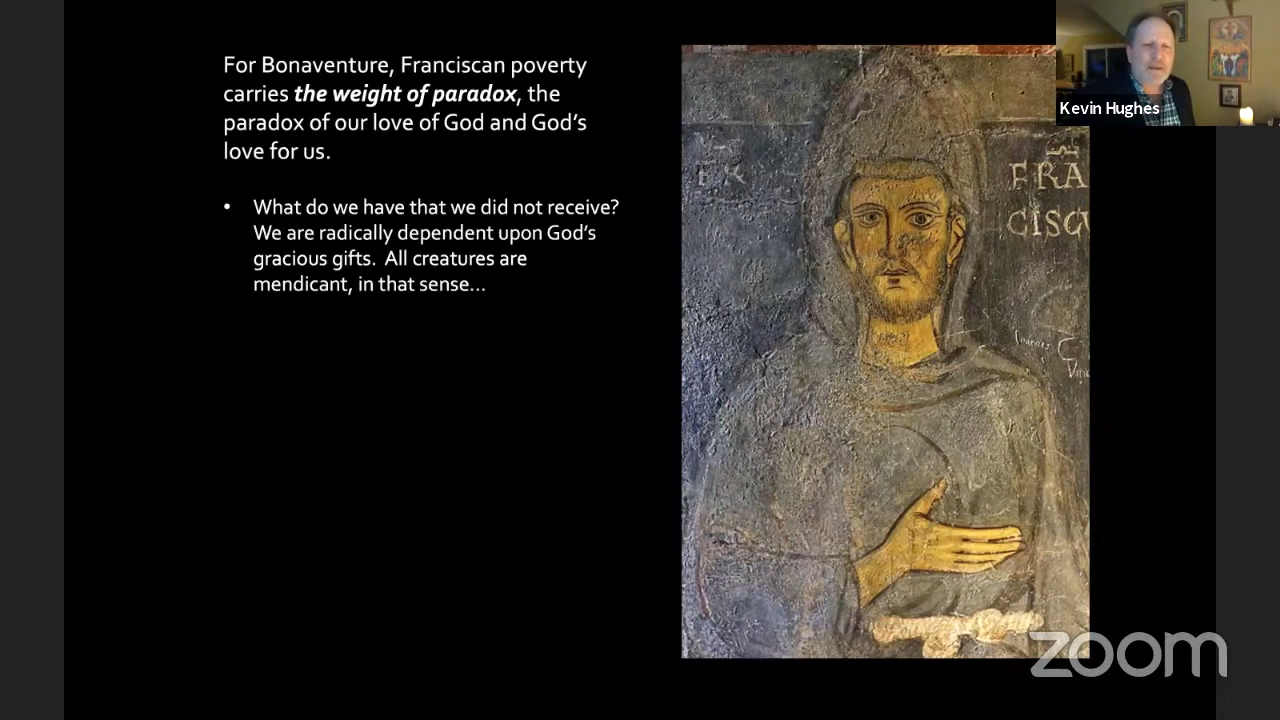 For Bonaventure, Franciscan poverty
carries the weight of paradox, the
paradox of our love of God and God’s
love for us.
• What do we have that we did not receive?
We are radically dependent upon God’s
gracious gifts.  All creatures are
mendicant, in that sense…
FR
FRA
CISCU
Kevin Hughes
zoom